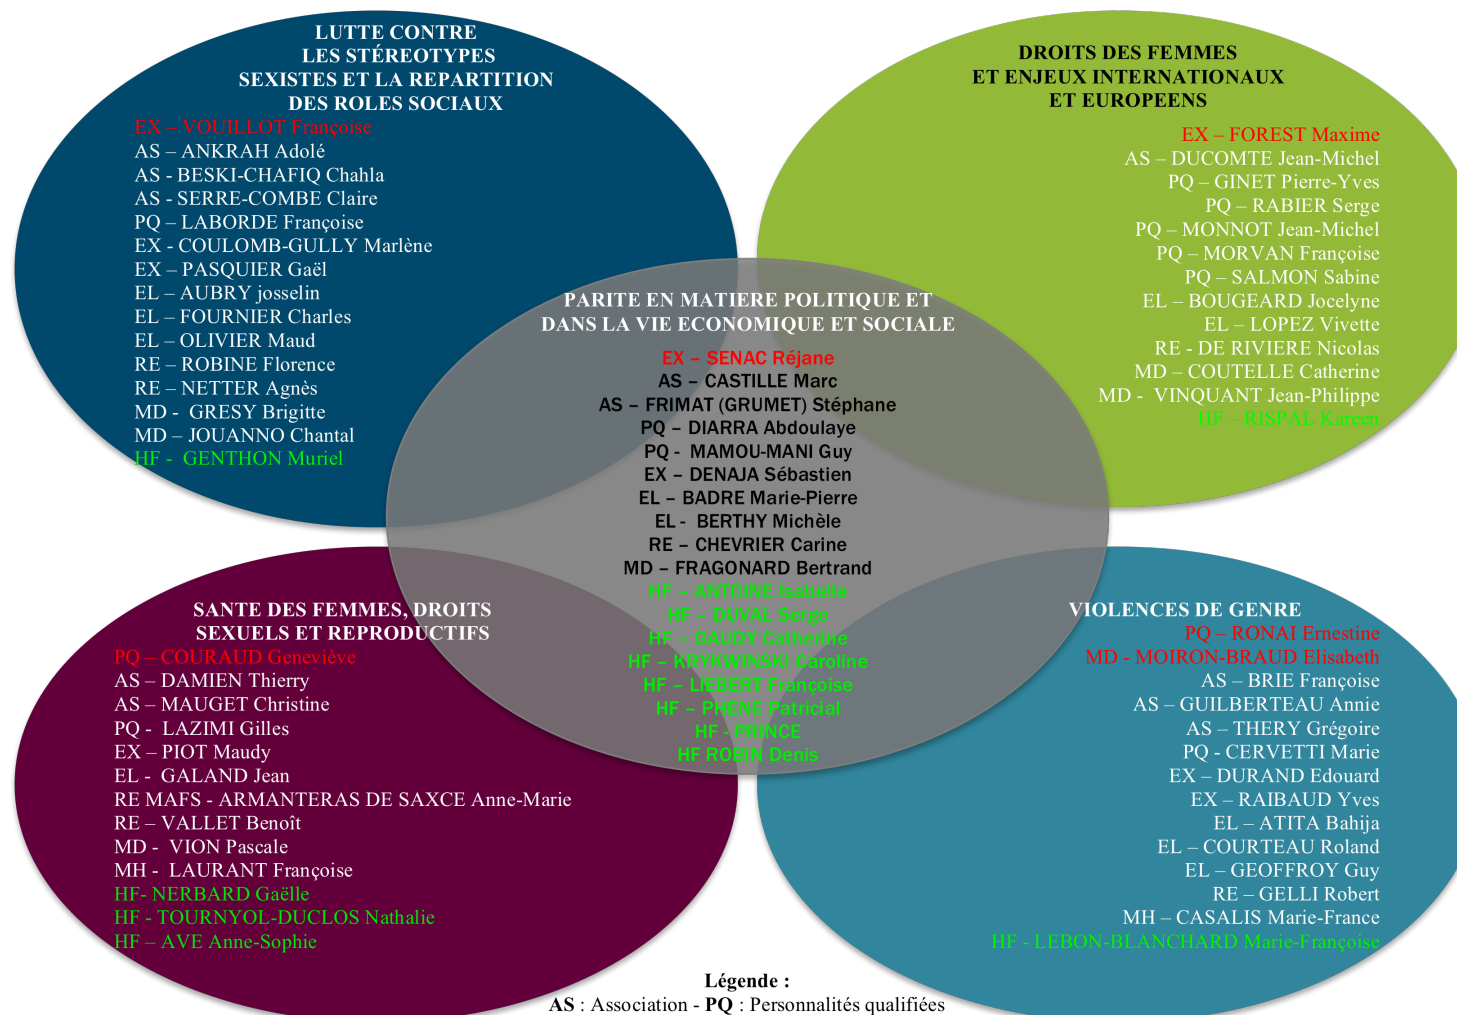 LUTTE CONTRE
LES STÉREOTYPES
SEXISTES ET LA REPARTITION
DES ROLES SOCIAUX
EX – VOUILLOT Françoise
AS – ANKRAH Adolé
AS - BESKI-CHAFIQ Chahla
AS - SERRE-COMBE Claire
PQ – LABORDE Françoise
EX - COULOMB-GULLY Marlène
EX – PASQUIER Gaël
EL – AUBRY josselin
EL – FOURNIER Charles
EL – OLIVIER Maud
RE – ROBINE Florence
RE – NETTER Agnès
MD - GRESY Brigitte
MD – JOUANNO Chantal
HF - GENTHON Muriel
DROITS DES FEMMES
ET ENJEUX INTERNATIONAUX
ET EUROPEENS
EX – FOREST Maxime
AS – DUCOMTE Jean-Michel
PQ – GINET Pierre-Yves
PQ – RABIER Serge
PQ – MONNOT Jean-Michel
PQ – MORVAN Françoise
PQ – SALMON Sabine
EL – BOUGEARD Jocelyne
EL – LOPEZ Vivette
RE - DE RIVIERE Nicolas
MD – COUTELLE Catherine
MD - VINQUANT Jean-Philippe
HF – RISPAL Kareen
PARITE EN MATIERE POLITIQUE ET
DANS LA VIE ECONOMIQUE ET SOCIALE
EX – SENAC Réjane
AS – CASTILLE Marc
AS – FRIMAT (GRUMET) Stéphane
PQ – DIARRA Abdoulaye
PQ - MAMOU-MANI Guy
EX – DENAJA Sébastien
EL – BADRE Marie-Pierre
EL - BERTHY Michèle
RE – CHEVRIER Carine
MD – FRAGONARD Bertrand
HF – ANTOINE Isabelle
HF – DUVAL Serge
HF – GAUDY Catherine
HF – KRYKWINSKI Caroline
HF – LIEBERT Françoise
HF – PHENE Patricial
HF - PRINCE
HF ROBIN Denis
SANTE DES FEMMES, DROITS
SEXUELS ET REPRODUCTIFS
PQ – COURAUD Geneviève
AS – DAMIEN Thierry
AS – MAUGET Christine
PQ - LAZIMI Gilles
EX – PIOT Maudy
EL - GALAND Jean
RE MAFS - ARMANTERAS DE SAXCE Anne-Marie
RE – VALLET Benoît
MD - VION Pascale
MH - LAURANT Françoise
HF- NERBARD Gaëlle
HF - TOURNYOL-DUCLOS Nathalie
HF – AVE Anne-Sophie
VIOLENCES DE GENRE
PQ – RONAI Ernestine
MD - MOIRON-BRAUD Elisabeth
AS – BRIE Françoise
AS – GUILBERTEAU Annie
AS – THERY Grégoire
PQ - CERVETTI Marie
EX – DURAND Edouard
EX – RAIBAUD Yves
EL – ATITA Bahija
EL – COURTEAU Roland
EL – GEOFFROY Guy
RE – GELLI Robert
MH – CASALIS Marie-France
HF - LEBON-BLANCHARD Marie-Françoise
Légende :
AS : Association - PQ : Personnalités qualifiées